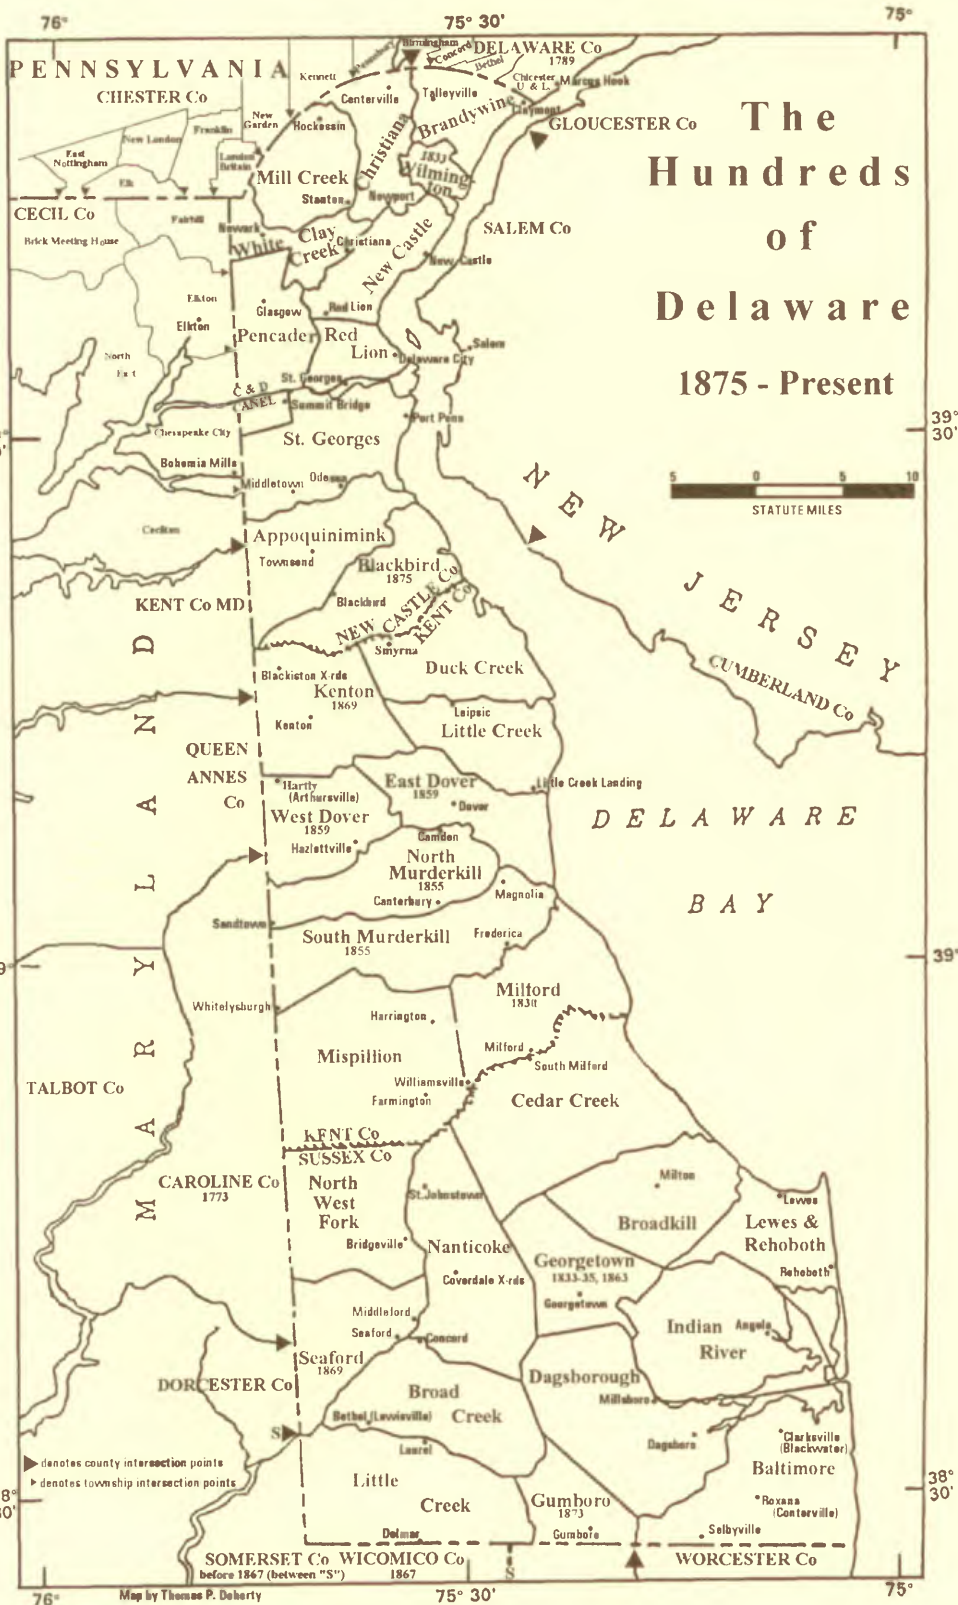 76°
75° 30'
75°
The
Hundreds
of
Delaware
1875 - Present
PENNSYLVANIA
CHESTER Co
DELAWARE Co
1789
Birmingham
Concord
Bethel
Chicester
U & L
Marcus Hook
Kennett
Pennsbury
Centerville
Talleyville
Claymont
Brandywine
GLOUCESTER Co
New
Garden
Hockessin
Christiana
Franklin
New London
East
Nottingham
London
Britain
Elk
1833
Wilming-
ton
Mill Creek
Stanton
Newport
CECIL Co
Fairhill
Brick Meeting House
Newark
White
Clay
Creek
Christiana
New Castle
New Castle
SALEM Co
Elkton
Elkton
Glasgow
Red Lion
Pencader
Red
Lion
Delaware City
Salem
North
East
St. Georges
C & D
CANEL
Summit Bridge
Port Penn
Chesapeake City
St. Georges
39°
30'
Bohemia Mills
Middletown
Odessa
5
0
5
10
STATUTE MILES
NEW
JERSEY
Cecilton
Appoquinimink
Townsend
Blackbird
1875
Blackbird
KENT Co MD
NEW CASTLE Co
KENT Co
Smyrna
Duck Creek
CUMBERLAND Co
Blackiston X-rds
Kenton
1869
Kenton
Leipsic
Little Creek
MARYLAND
QUEEN
ANNES
Co
Hartly
(Arthursville)
East Dover
1859
Little Creek Landing
Dover
West Dover
1859
Hazlettville
Camden
DELAWARE
BAY
North
Murderkill
1855
Canterbury
Magnolia
Sandtown
South Murderkill
1855
Frederica
39°
9°
Milford
1830
Whitelysburgh
Harrington
Mispillion
Milford
South Milford
Williamsville
Farmington
Cedar Creek
TALBOT Co
KENT Co
SUSSEX Co
CAROLINE Co
1773
North
West
Fork
St. Johnstown
Bridgeville
Nanticoke
Milton
Broadkill
Lewes
Lewes &
Rehoboth
Rehoboth
Georgetown
1833-35, 1863
Georgetown
Coverdale X-rds
Middleford
Seaford
Concord
Seaford
1869
Indian
River
Angola
DORCESTER Co
Dagsborough
Millsboro
Broad
Creek
Bethel (Lewisville)
Laurel
S
Dagsboro
Clarksville
(Blackwater)
Baltimore
denotes county intersection points
denotes township intersection points
Little
Creek
Gumboro
1873
Gumboro
Roxana
(Centerville)
Selbyville
Delmar
38°
30'
8°
30'
SOMERSET Co
before 1867 (between "S")
WICOMICO Co
1867
S
WORCESTER Co
Map by Thomas P. Doherty
76°
75° 30'
75°